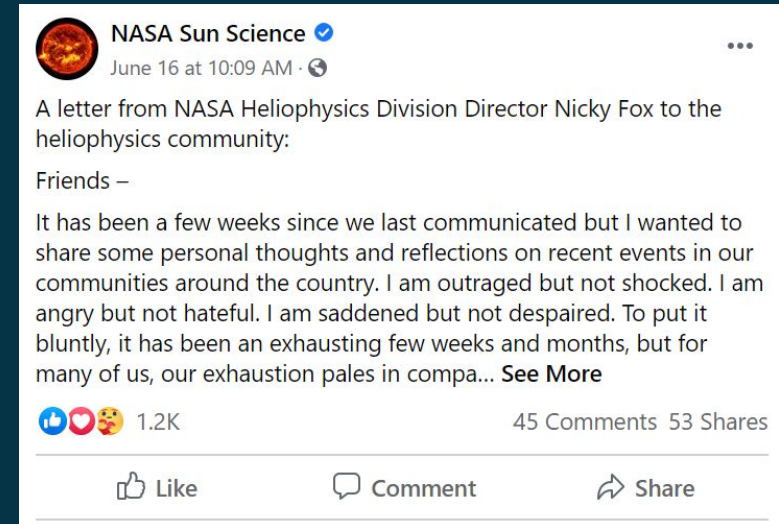 NASA Sun Science
June 16 at 10:09 AM ·
A letter from NASA Heliophysics Division Director Nicky Fox to the
heliophysics community:
Friends –
It has been a few weeks since we last communicated but I wanted to
share some personal thoughts and reflections on recent events in our
communities around the country. I am outraged but not shocked. I am
angry but not hateful. I am saddened but not despaired. To put it
bluntly, it has been an exhausting few weeks and months, but for
many of us, our exhaustion pales in compa... See More
1.2K 45 Comments 53 Shares
Like Comment Share